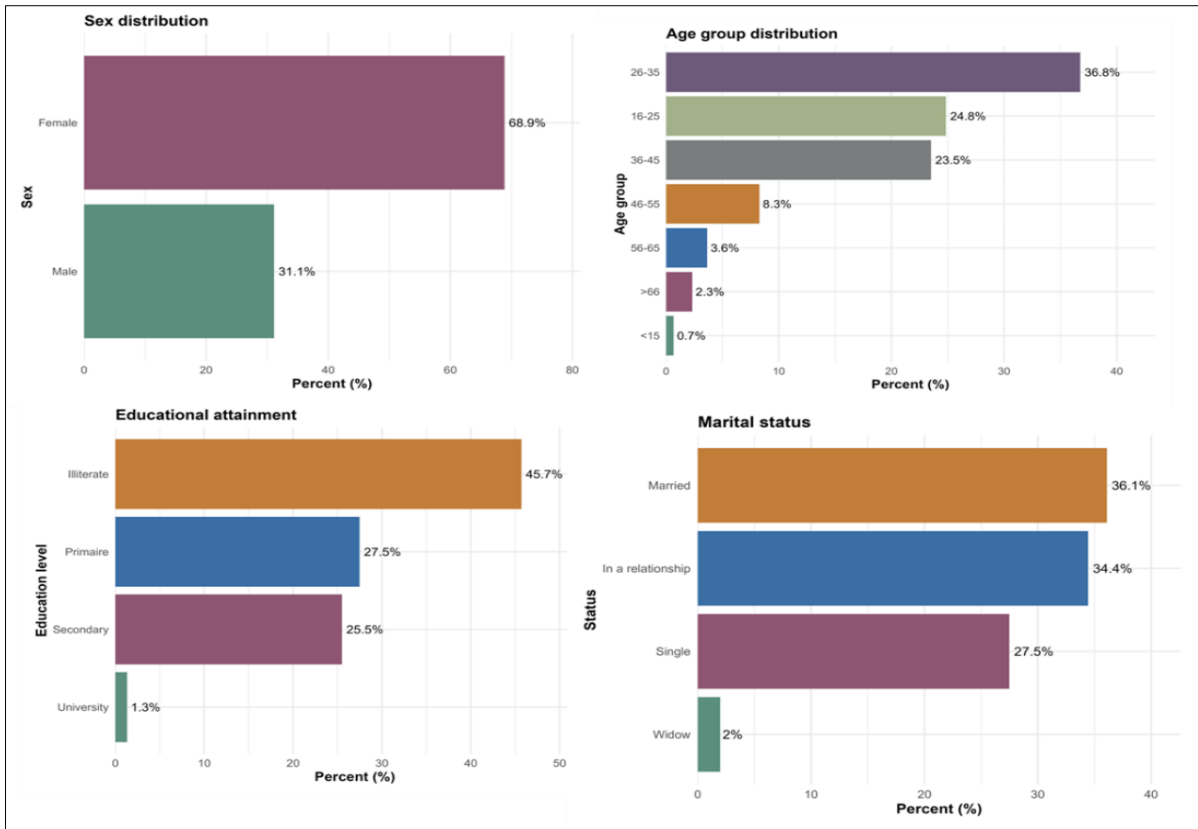 Sex distribution
Sex
Female
68.9%
Male
31.1%
0 20 40 60 80
Percent (%)
Age group distribution
Age group
26-35
36.8%
16-25
24.8%
36-45
23.5%
46-55
8.3%
56-65
3.6%
>66
2.3%
<15
0.7%
0 10 20 30 40
Percent (%)
Educational attainment
Education level
Illiterate
45.7%
Primaire
27.5%
Secondary
25.5%
University
1.3%
0 10 20 30 40 50
Percent (%)
Marital status
Status
Married
36.1%
In a relationship
34.4%
Single
27.5%
Widow
2%
0 10 20 30 40
Percent (%)